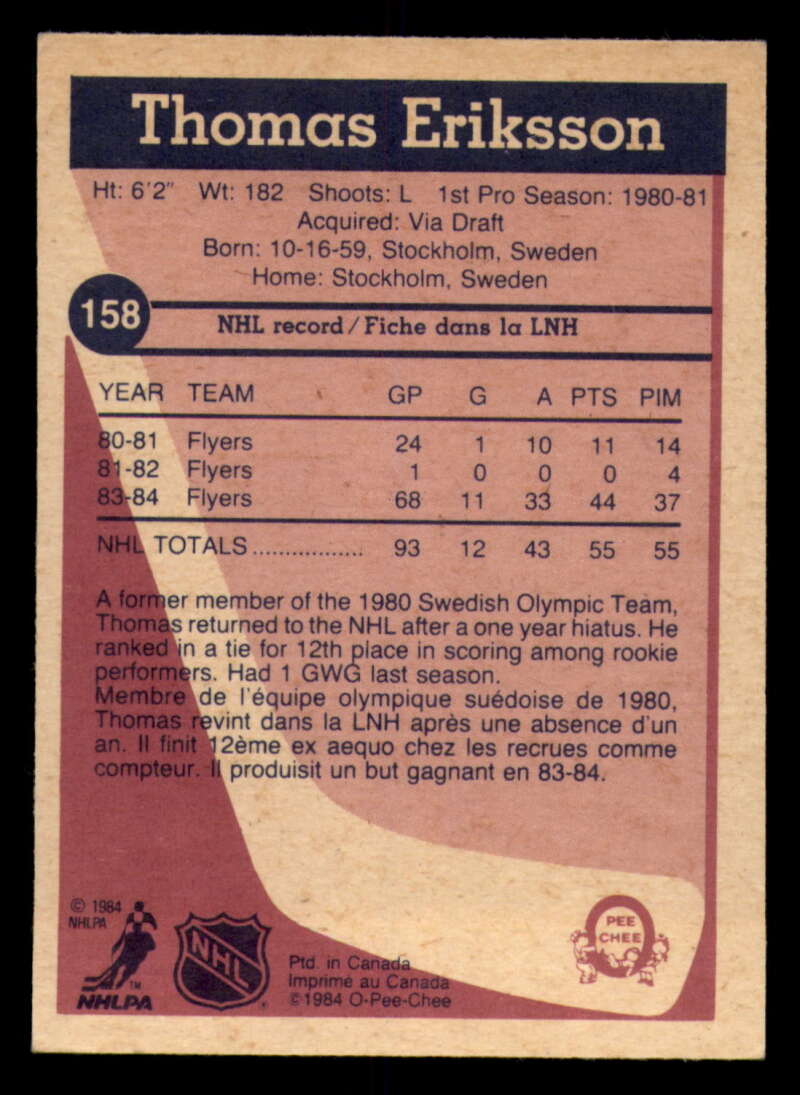 Thomas Eriksson
Ht: 6'2" Wt: 182 Shoots: L 1st Pro Season: 1980-81
Acquired: Via Draft
Born: 10-16-59, Stockholm, Sweden
Home: Stockholm, Sweden
158
NHL record/Fiche dans la LNH
YEAR TEAM GP G A PTS PIM
80-81 Flyers 24 1 10 11 14
81-82 Flyers 1 0 0 0 4
83-84 Flyers 68 11 33 44 37
NHL TOTALS................. 93 12 43 55 55
A former member of the 1980 Swedish Olympic Team,
Thomas returned to the NHL after a one year hiatus. He
ranked in a tie for 12th place in scoring among rookie
performers. Had 1 GWG last season.
Membre de l'équipe olympique suédoise de 1980,
Thomas revint dans la LNH après une absence d'un
an. Il finit 12ème ex aequo chez les recrues comme
compteur. Il produisit un but gagnant en 83-84.
© 1984
NHLPA
TM
NHLPA
NHL
®
Ptd. in Canada
Imprimé au Canada
©1984 O-Pee-Chee
PEE
CHEE